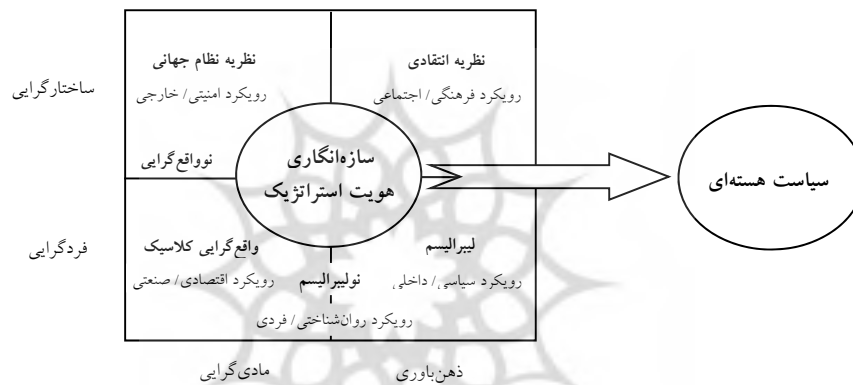 نظریه انتقادی
رویکرد فرهنگی/ اجتماعی
نظریه نظام جهانی
رویکرد امنیتی/ خارجی
ساختارگرایی
سازه‌انگاری
هویت استراتژیک
نوواقع‌گرایی
سیاست هسته‌ای
لیبرالیسم
رویکرد سیاسی/ داخلی
واقع‌گرایی کلاسیک
رویکرد اقتصادی/ صنعتی
فردگرایی
نولیبرالیسم
رویکرد روان‌شناختی/ فردی
ذهن‌باوری
مادی‌گرایی